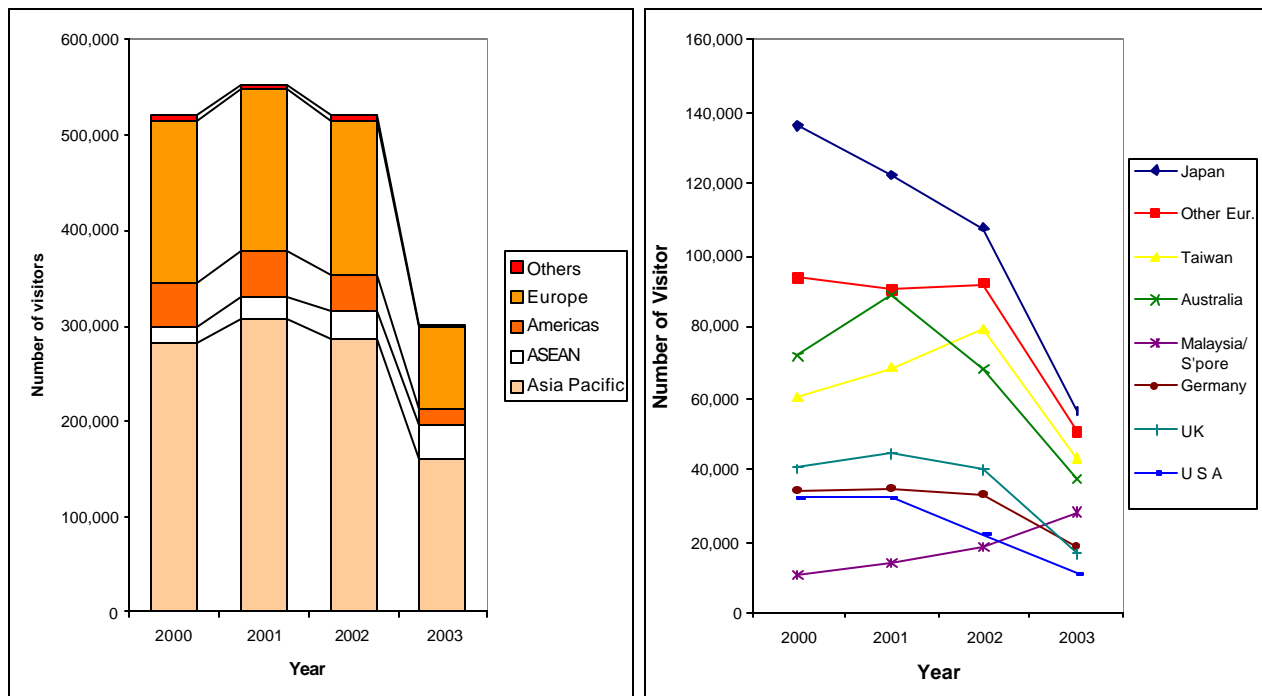 600,000
500,000
400,000
300,000
200,000
100,000
0
Number of visitors
2000 2001 2002 2003
Year
Others
Europe
Americas
ASEAN
Asia Pacific
160,000
140,000
120,000
100,000
80,000
60,000
40,000
20,000
0
Number of Visitor
2000 2001 2002 2003
Year
Japan
Other Eur.
Taiwan
Australia
Malaysia/
S'pore
Germany
UK
U S A